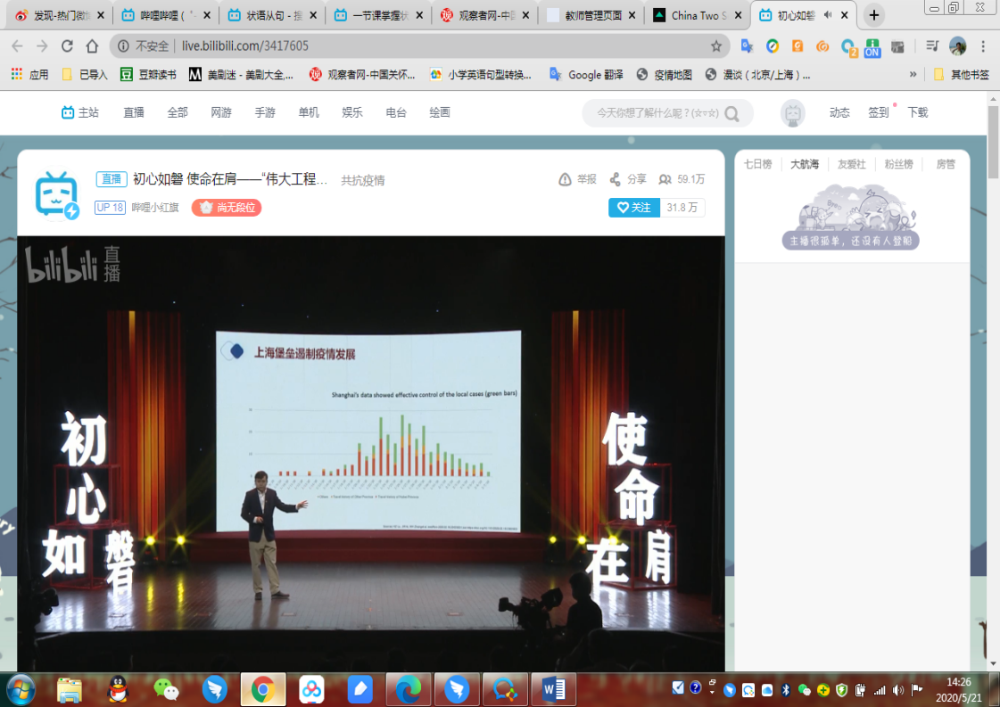 发现-热门微
哔哩哔哩 ( ゜-
状语从句 - 搜
一节课掌握状
观察者网-中国
教师管理页面
China Two S
初心如磐
不安全
live.bilibili.com/3417605
应用
已导入
豆瓣读书
美剧迷 - 美剧大全,...
观察者网-中国关怀...
小学英语句型转换...
Google 翻译
疫情地图
漫谈（北京/上海）...
»
其他书签
主站
直播
全部
网游
手游
单机
娱乐
电台
绘画
今天你想了解什么呢？(☆▽☆)
动态
签到
下载
直播
初心如磐 使命在肩——“伟大工程...
共抗疫情
举报
分享
59.1万
UP 18
哔哩小红旗
尚无段位
关注
31.8 万
七日榜
大航海
友爱社
粉丝榜
房管
主播很孤单，还没有人登船
bilibili 直播
上海堡垒遏制疫情发展
Shanghai's data showed effective control of the local cases (green bars)
初心如磐
使命在肩
14:26
2020/5/21